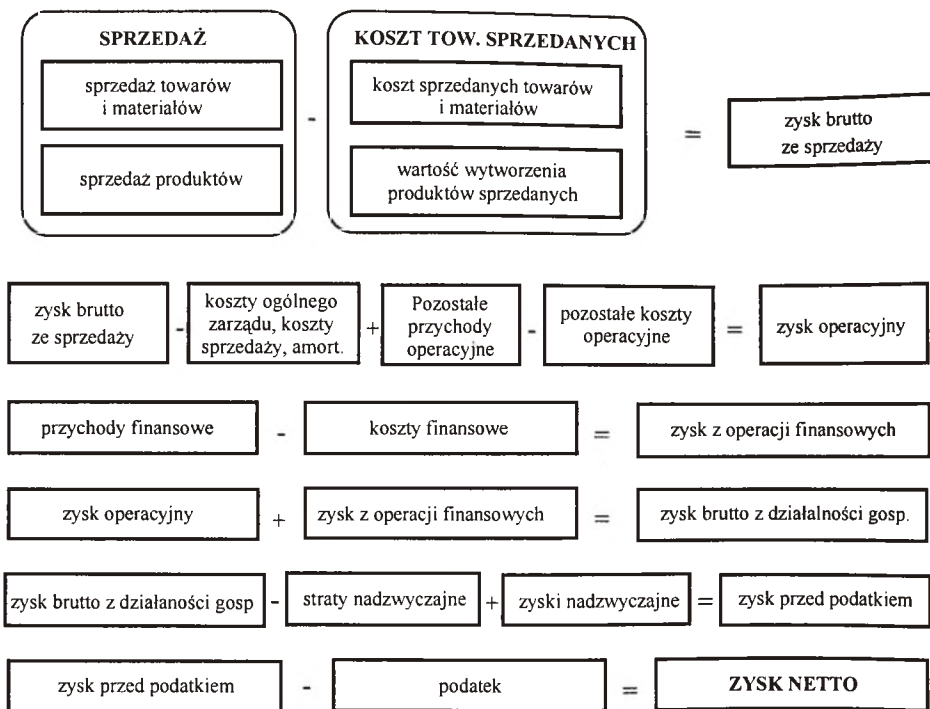 SPRZEDAŻ
sprzedaż towarów
i materiałów
sprzedaż produktów
-
KOSZT TOW. SPRZEDANYCH
koszt sprzedanych towarów
i materiałów
wartość wytworzenia
produktów sprzedanych
=
zysk brutto
ze sprzedaży
zysk brutto
ze sprzedaży
-
koszty ogólnego
zarządu, koszty
sprzedaży, amort.
+
Pozostałe
przychody
operacyjne
-
pozostałe koszty
operacyjne
=
zysk operacyjny
przychody finansowe
-
koszty finansowe
=
zysk z operacji finansowych
zysk operacyjny
+
zysk z operacji finansowych
=
zysk brutto z działalności gosp.
zysk brutto z działaności gosp
-
straty nadzwyczajne
+
zyski nadzwyczajne
=
zysk przed podatkiem
zysk przed podatkiem
-
podatek
=
ZYSK NETTO